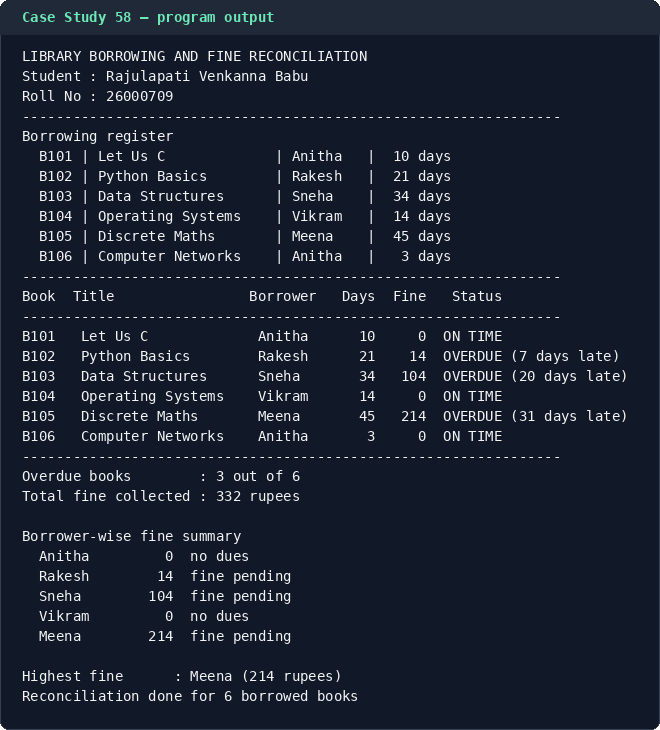 Case Study 58 — program output
LIBRARY BORROWING AND FINE RECONCILIATION
Student : Rajulapati Venkanna Babu
Roll No : 26000709
----------------------------------------------------------------
Borrowing register
  B101 | Let Us C             | Anitha   |  10 days
  B102 | Python Basics        | Rakesh   |  21 days
  B103 | Data Structures      | Sneha    |  34 days
  B104 | Operating Systems    | Vikram   |  14 days
  B105 | Discrete Maths       | Meena    |  45 days
  B106 | Computer Networks    | Anitha   |   3 days
----------------------------------------------------------------
Book  Title                Borrower   Days  Fine   Status
----------------------------------------------------------------
B101   Let Us C             Anitha      10     0  ON TIME
B102   Python Basics        Rakesh      21    14  OVERDUE (7 days late)
B103   Data Structures      Sneha       34   104  OVERDUE (20 days late)
B104   Operating Systems    Vikram      14     0  ON TIME
B105   Discrete Maths       Meena       45   214  OVERDUE (31 days late)
B106   Computer Networks    Anitha       3     0  ON TIME
----------------------------------------------------------------
Overdue books        : 3 out of 6
Total fine collected : 332 rupees

Borrower-wise fine summary
  Anitha         0  no dues
  Rakesh        14  fine pending
  Sneha        104  fine pending
  Vikram         0  no dues
  Meena        214  fine pending

Highest fine      : Meena (214 rupees)
Reconciliation done for 6 borrowed books